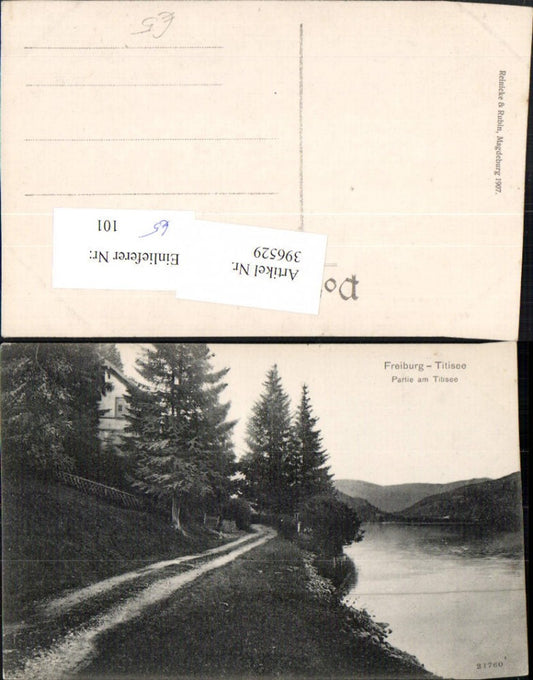 65
Reinicke & Rubin, Magdeburg 1907.
Artikel Nr.
396529
Einlieferer Nr:
101
65
Freiburg – Titisee
Partie am Titisee
21760